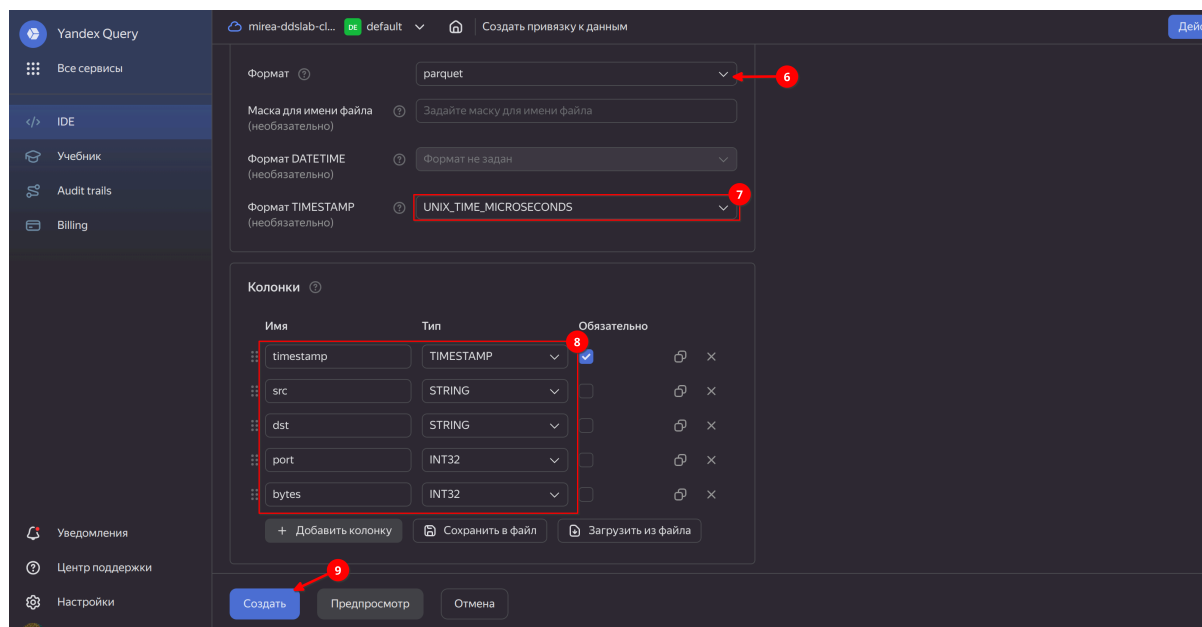 Yandex Query
mirea-ddslab-cl... DE default
Создать привязку к данным
Все сервисы
IDE
Учебник
Audit trails
Billing
Уведомления
Центр поддержки
Настройки
Формат
parquet
6
Маска для имени файла
(необязательно)
Задайте маску для имени файла
Формат DATETIME
(необязательно)
Формат не задан
Формат TIMESTAMP
(необязательно)
UNIX_TIME_MICROSECONDS
7
Колонки
Имя Тип Обязательно
8
timestamp TIMESTAMP
src STRING
dst STRING
port INT32
bytes INT32
+ Добавить колонку Сохранить в файл Загрузить из файла
9
Создать Предпросмотр Отмена